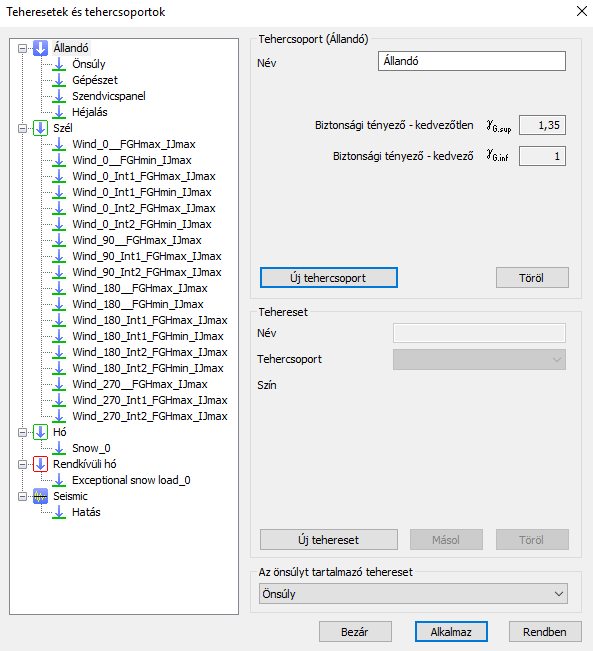 Teheresetek és tehercsoportok
Állandó
Önsúly
Gépészet
Szendvicspanel
Héjalás
Szél
Wind_0__FGHmax_IJmax
Wind_0__FGHmin_IJmax
Wind_0_Int1_FGHmax_IJmax
Wind_0_Int1_FGHmin_IJmax
Wind_0_Int2_FGHmax_IJmax
Wind_0_Int2_FGHmin_IJmax
Wind_90__FGHmax_IJmax
Wind_90_Int1_FGHmax_IJmax
Wind_90_Int2_FGHmax_IJmax
Wind_180__FGHmax_IJmax
Wind_180__FGHmin_IJmax
Wind_180_Int1_FGHmax_IJmax
Wind_180_Int1_FGHmin_IJmax
Wind_180_Int2_FGHmax_IJmax
Wind_180_Int2_FGHmin_IJmax
Wind_270__FGHmax_IJmax
Wind_270_Int1_FGHmax_IJmax
Wind_270_Int2_FGHmax_IJmax
Hó
Snow_0
Rendkívüli hó
Exceptional snow load_0
Seismic
Hatás
Tehercsoport (Állandó)
Név Állandó
Biztonsági tényező - kedvezőtlen γG.sup 1,35
Biztonsági tényező - kedvező γG.inf 1
Új tehercsoport Töröl
Tehereset
Név
Tehercsoport
Szín
Új tehereset Másol Töröl
Az önsúlyt tartalmazó tehereset
Önsúly
Bezár Alkalmaz Rendben